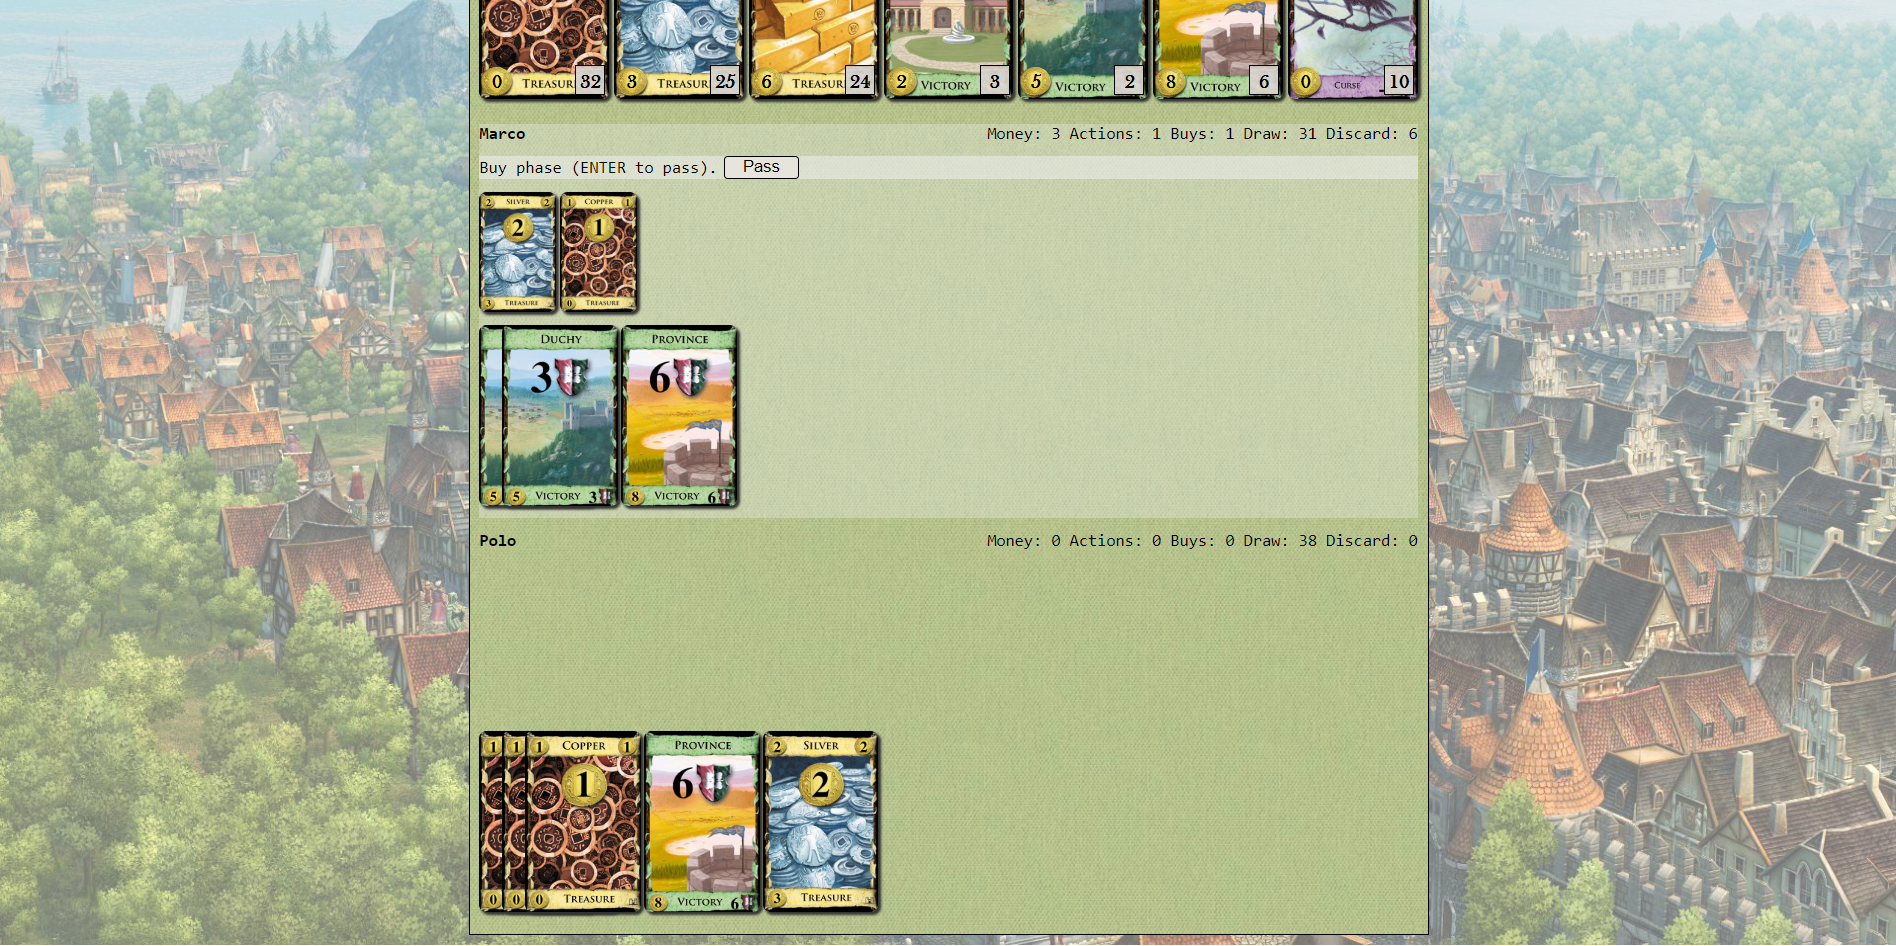 0 TREASUR 32 3 TREASUR 25 6 TREASUR 24 2 VICTORY 3 5 VICTORY 2 8 VICTORY 6 0 CURSE 10
Marco Money: 3 Actions: 1 Buys: 1 Draw: 31 Discard: 6
Buy phase (ENTER to pass). Pass
2 SILVER 2 1 COPPER 1
2 1
3 TREASURE 0 TREASURE
DUCHY PROVINCE
3 6
5 5 VICTORY 3 8 VICTORY 6
Polo Money: 0 Actions: 0 Buys: 0 Draw: 38 Discard: 0
1 1 1 COPPER 1 PROVINCE 2 SILVER 2
1 6 2
0 0 0 TREASURE 8 VICTORY 6 3 TREASURE